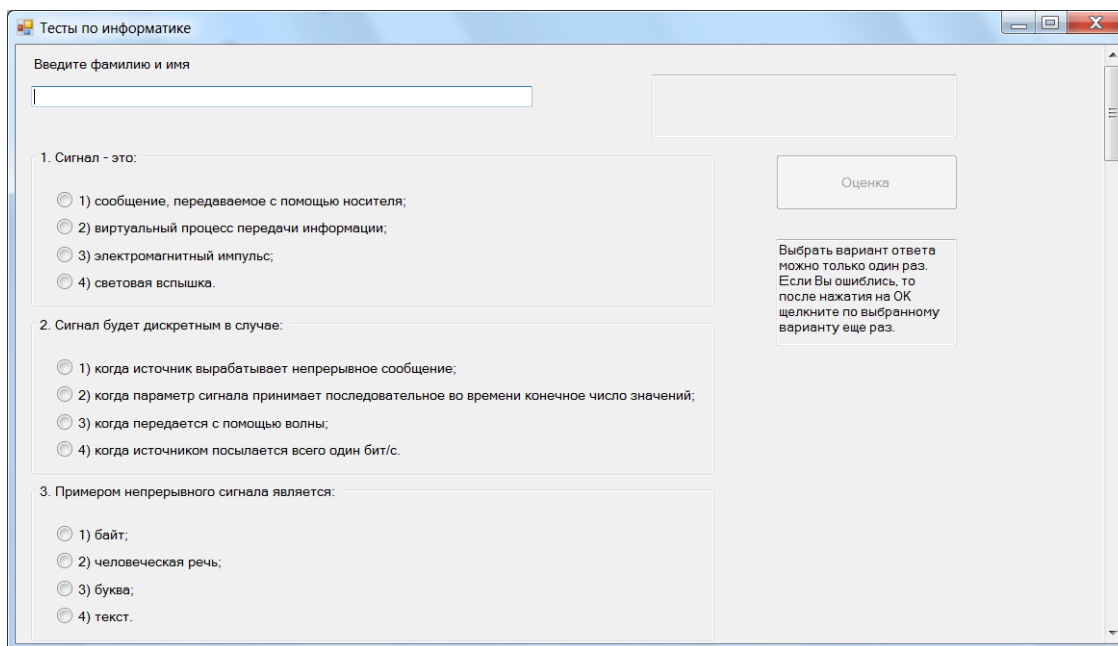 Тесты по информатике
Введите фамилию и имя
1. Сигнал - это:
1) сообщение, передаваемое с помощью носителя;
2) виртуальный процесс передачи информации;
3) электромагнитный импульс;
4) световая вспышка.
Оценка
Выбрать вариант ответа
можно только один раз.
Если Вы ошиблись, то
после нажатия на ОК
щелкните по выбранному
варианту еще раз.
2. Сигнал будет дискретным в случае:
1) когда источник вырабатывает непрерывное сообщение;
2) когда параметр сигнала принимает последовательное во времени конечное число значений;
3) когда передается с помощью волны;
4) когда источником посылается всего один бит/с.
3. Примером непрерывного сигнала является:
1) байт;
2) человеческая речь;
3) буква;
4) текст.